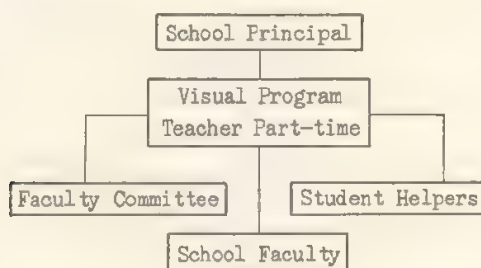 School Principal
Visual Program
Teacher Part-time
Faculty Committee
Student Helpers
School Faculty